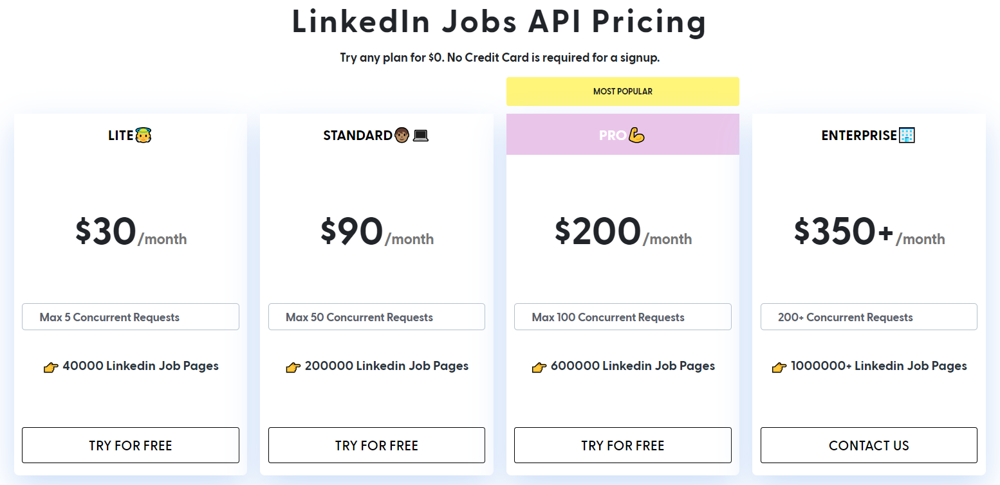 LinkedIn Jobs API Pricing
Try any plan for $0. No Credit Card is required for a signup.
MOST POPULAR
LITE
$30/month
Max 5 Concurrent Requests
40000 Linkedin Job Pages
TRY FOR FREE
STANDARD
$90/month
Max 50 Concurrent Requests
200000 Linkedin Job Pages
TRY FOR FREE
PRO
$200/month
Max 100 Concurrent Requests
600000 Linkedin Job Pages
TRY FOR FREE
ENTERPRISE
$350+/month
200+ Concurrent Requests
1000000+ Linkedin Job Pages
CONTACT US